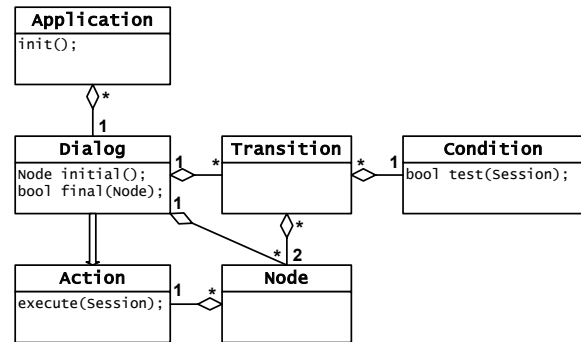 Application
init();
*
1
Dialog
Node initial();
bool final(Node);
1
*
Transition
*
1
Condition
bool test(Session);
1
*
*
2
Action
execute(Session);
1
*
Node